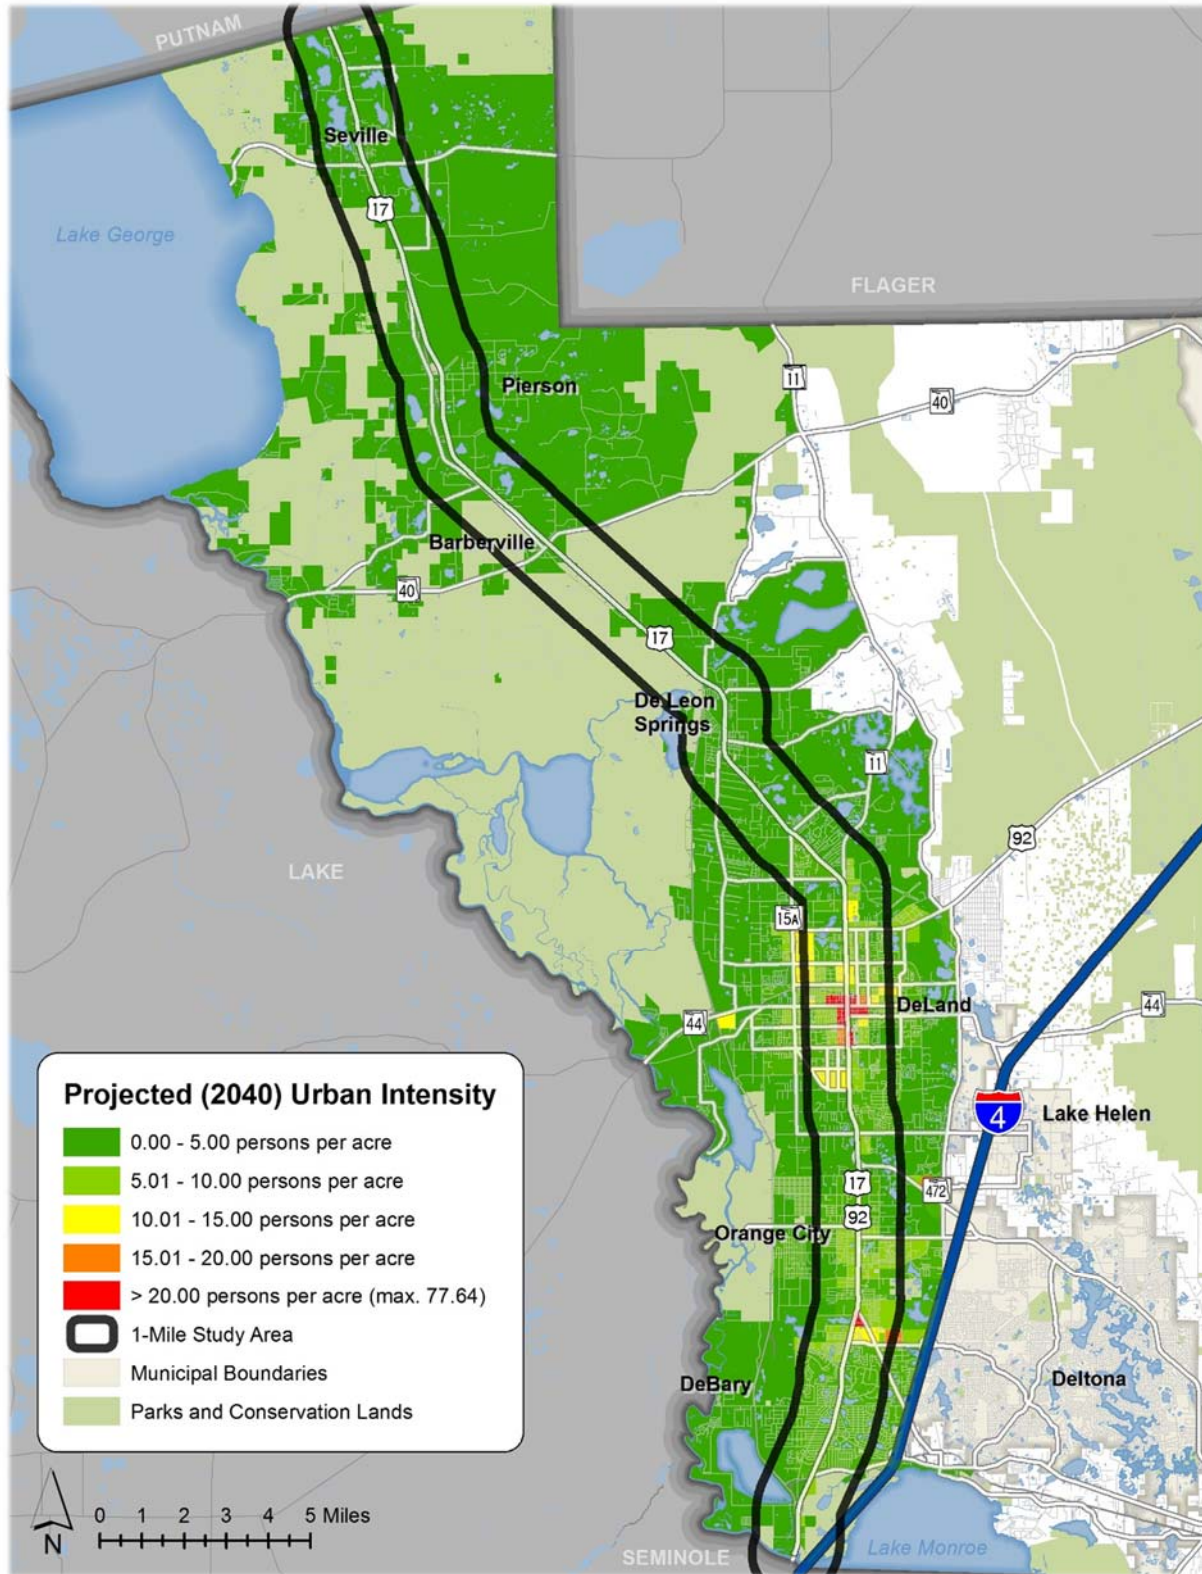 PUTNAM
Seville
17
Lake George
FLAGER
Pierson
11
40
Barberville
40
17
De Leon
Springs
11
92
LAKE
15A
DeLand
44
44
4
Lake Helen
17
472
92
Orange City
DeBary
Deltona
SEMINOLE
Lake Monroe
Projected (2040) Urban Intensity
0.00 - 5.00 persons per acre
5.01 - 10.00 persons per acre
10.01 - 15.00 persons per acre
15.01 - 20.00 persons per acre
> 20.00 persons per acre (max. 77.64)
1-Mile Study Area
Municipal Boundaries
Parks and Conservation Lands
0 1 2 3 4 5 Miles
N